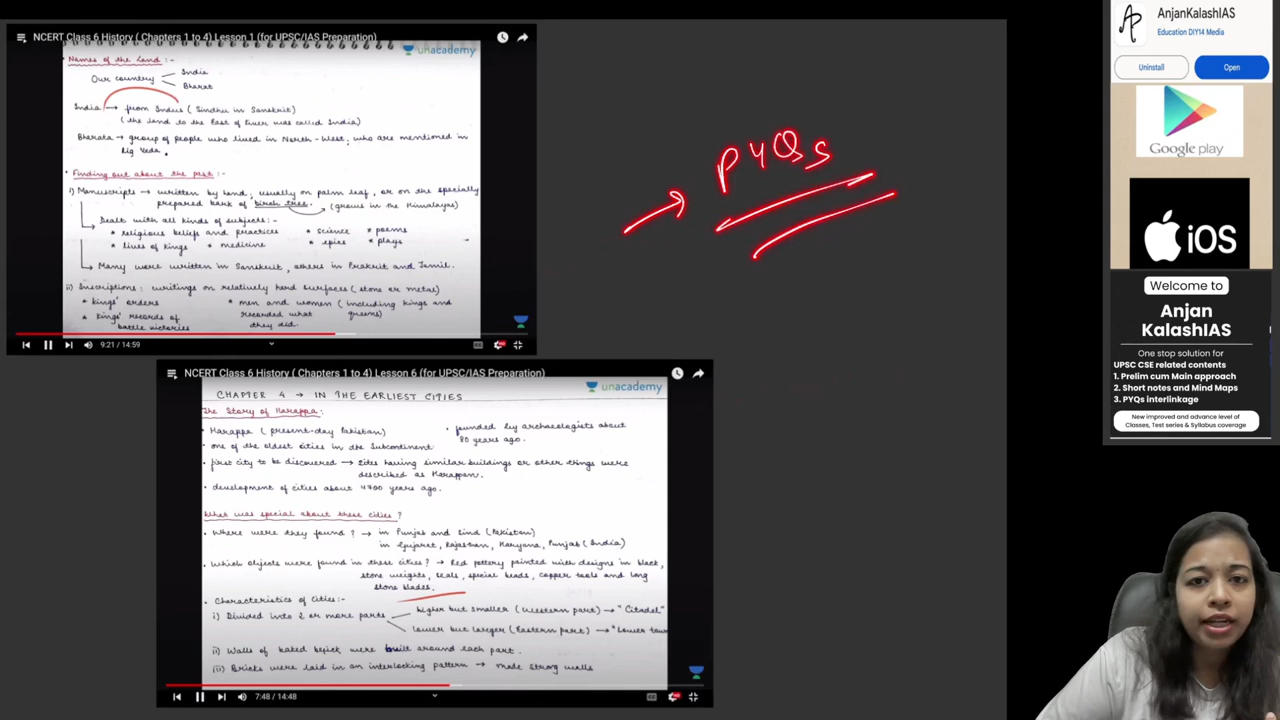 NCERT Class 6 History ( Chapters 1 to 4) Lesson 1 (for UPSC/IAS Preparation)
unacademy
Names of the Land :-
Our country
India
Bharat
India → from Indus ( Sindhu in Sanskrit)
(the land to the East of river was called India)
Bharata → group of people who lived in North-West; who are mentioned in
Rig Veda.
Finding out about the past :-
i) Manuscripts → written by hand, usually on palm leaf, or on the specially
prepared bark of birch tree. (grows in the Himalayas)
Dealt with all kinds of subjects:-
* religious beliefs and practices * science * poems
* lives of kings * medicine * epics * plays
Many were written in Sanskrit, others in Prakrit and Tamil.
ii) Inscriptions: writings on relatively hard surfaces (stone or metal)
* kings' orders * men and women (including kings and
queens)
* kings' records of recorded what
battle victories they did.
9:21 / 14:59
PYQs
NCERT Class 6 History ( Chapters 1 to 4) Lesson 6 (for UPSC/IAS Preparation)
unacademy
CHAPTER 4 → IN THE EARLIEST CITIES
The Story of Harappa:
• Harappa (present-day Pakistan)
• founded by archaeologists about
80 years ago.
• one of the oldest cities in the Subcontinent
• first city to be discovered → sites having similar buildings or other things were
described as Harappan.
• development of cities about 4700 years ago.
What was special about these cities ?
• Where were they found ? → in Punjab and Sind (Pakistan)
in Gujarat, Rajasthan, Haryana, Punjab (India)
• Which objects were found in these cities? → Red pottery painted with designs in black,
stone weights, seals, special beads, copper tools and long
stone blades.
• Characteristics of cities:-
i) Divided into 2 or more parts
higher but smaller (Western part) → "Citadel"
lower but larger (Eastern part) → "Lower tow
ii) Walls of baked brick were built around each part.
iii) Bricks were laid in an interlocking pattern → made strong walls
7:48 / 14:48
AnjanKalashIAS
Education DIY14 Media
Uninstall
Open
Google play
iOS
Welcome to
Anjan
KalashIAS
One stop solution for
UPSC CSE related contents
1. Prelim cum Main approach
2. Short notes and Mind Maps
3. PYQs interlinkage
New improved and advance level of
Classes, Test series & Syllabus coverage